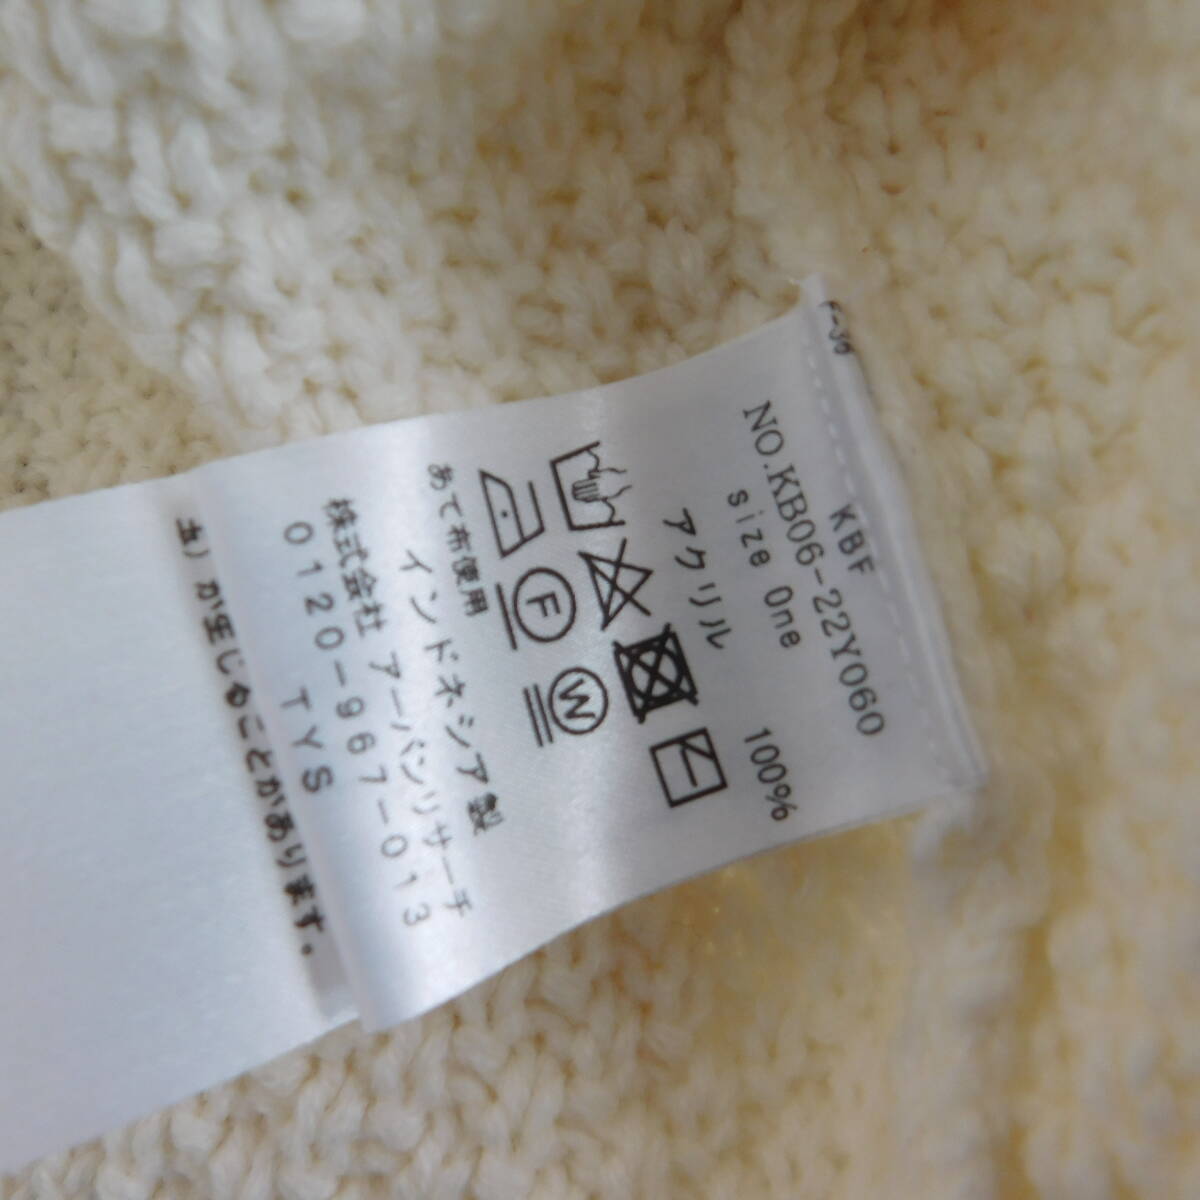 KBF
NO.KB06-22Y060
size One
アクリル 100%
F W
あて布使用
インドネシア製
株式会社 アーバンリサーチ
0120-967-013
TYS
が生じることがあります。